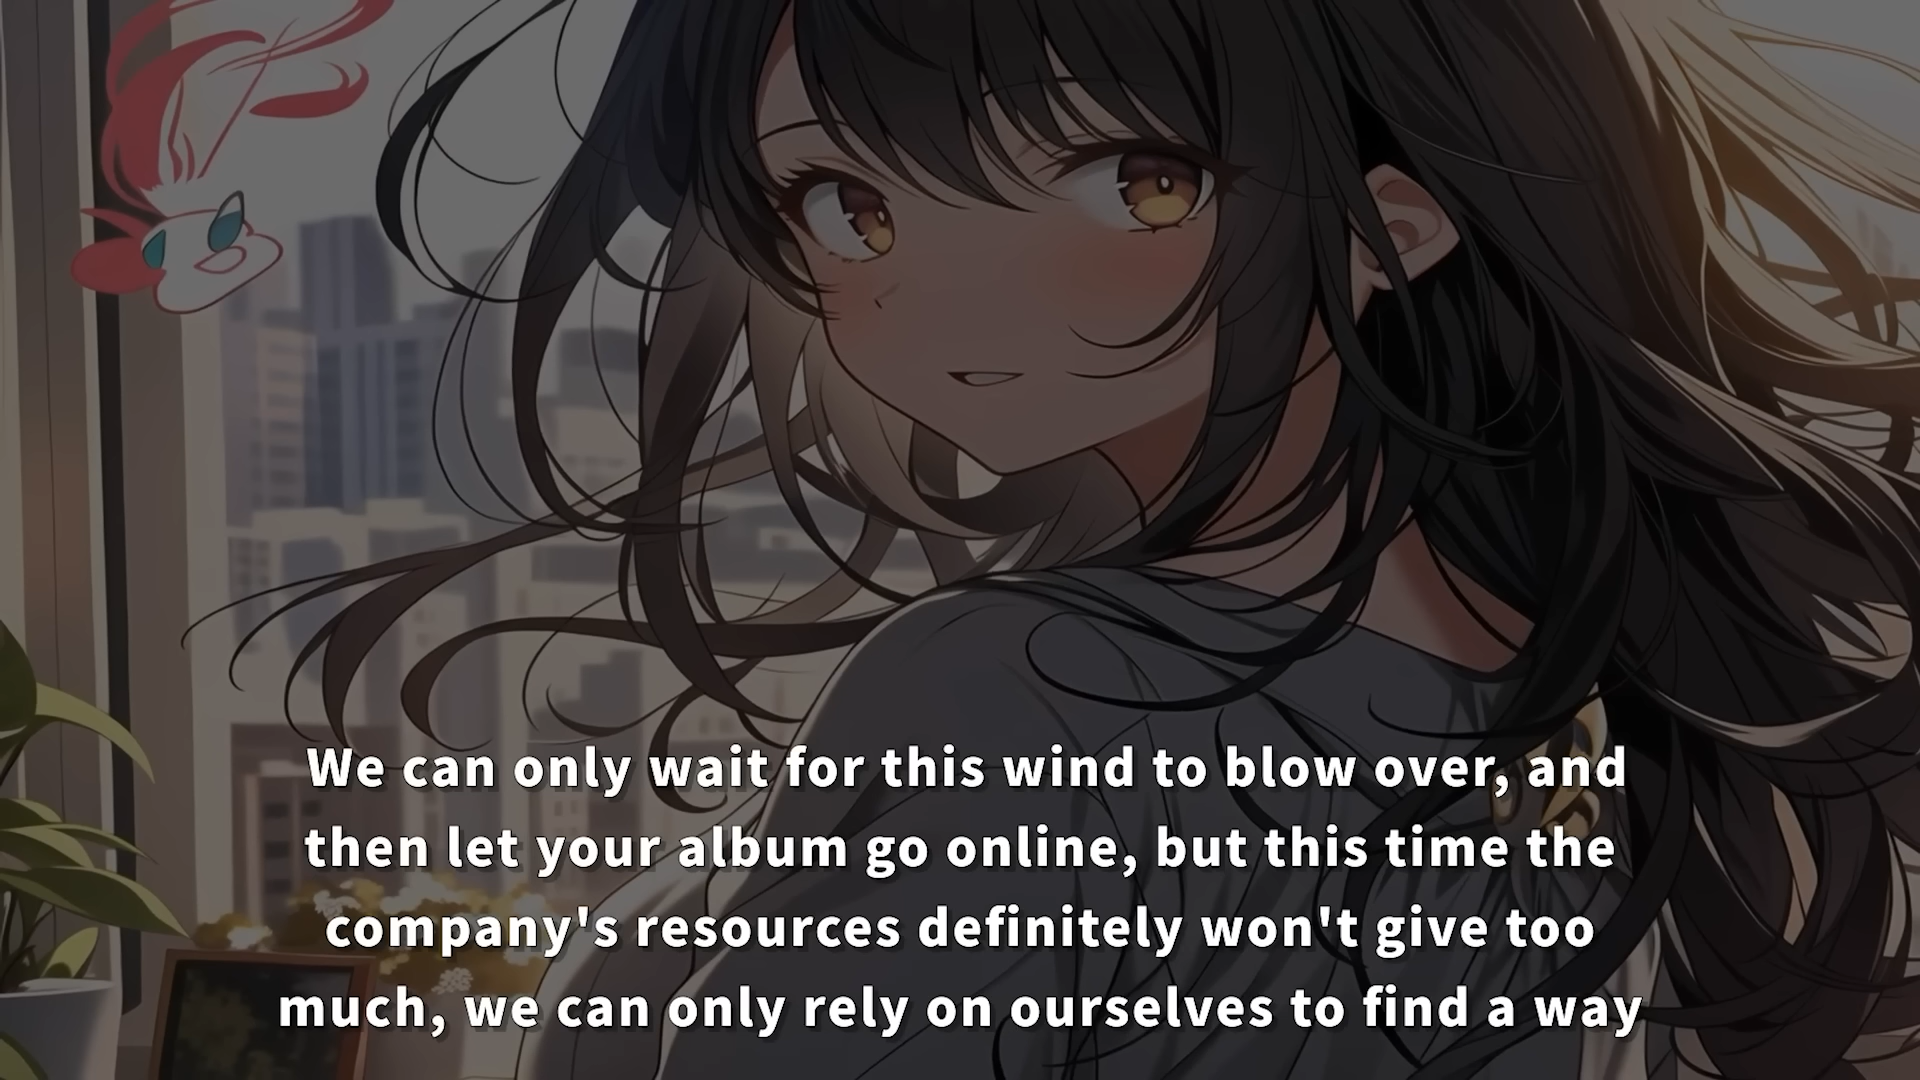 We can only wait for this wind to blow over, and
then let your album go online, but this time the
company's resources definitely won't give too
much, we can only rely on ourselves to find a way